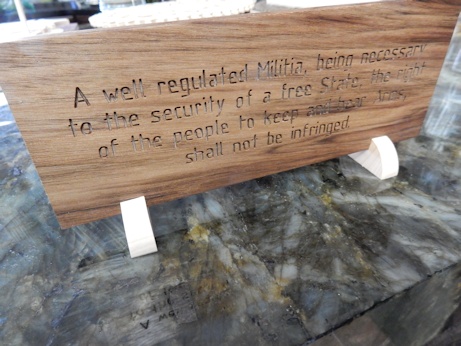 A well regulated Militia, being necessary
to the security of a free State, the right
of the people to keep and bear Arms,
shall not be infringed.